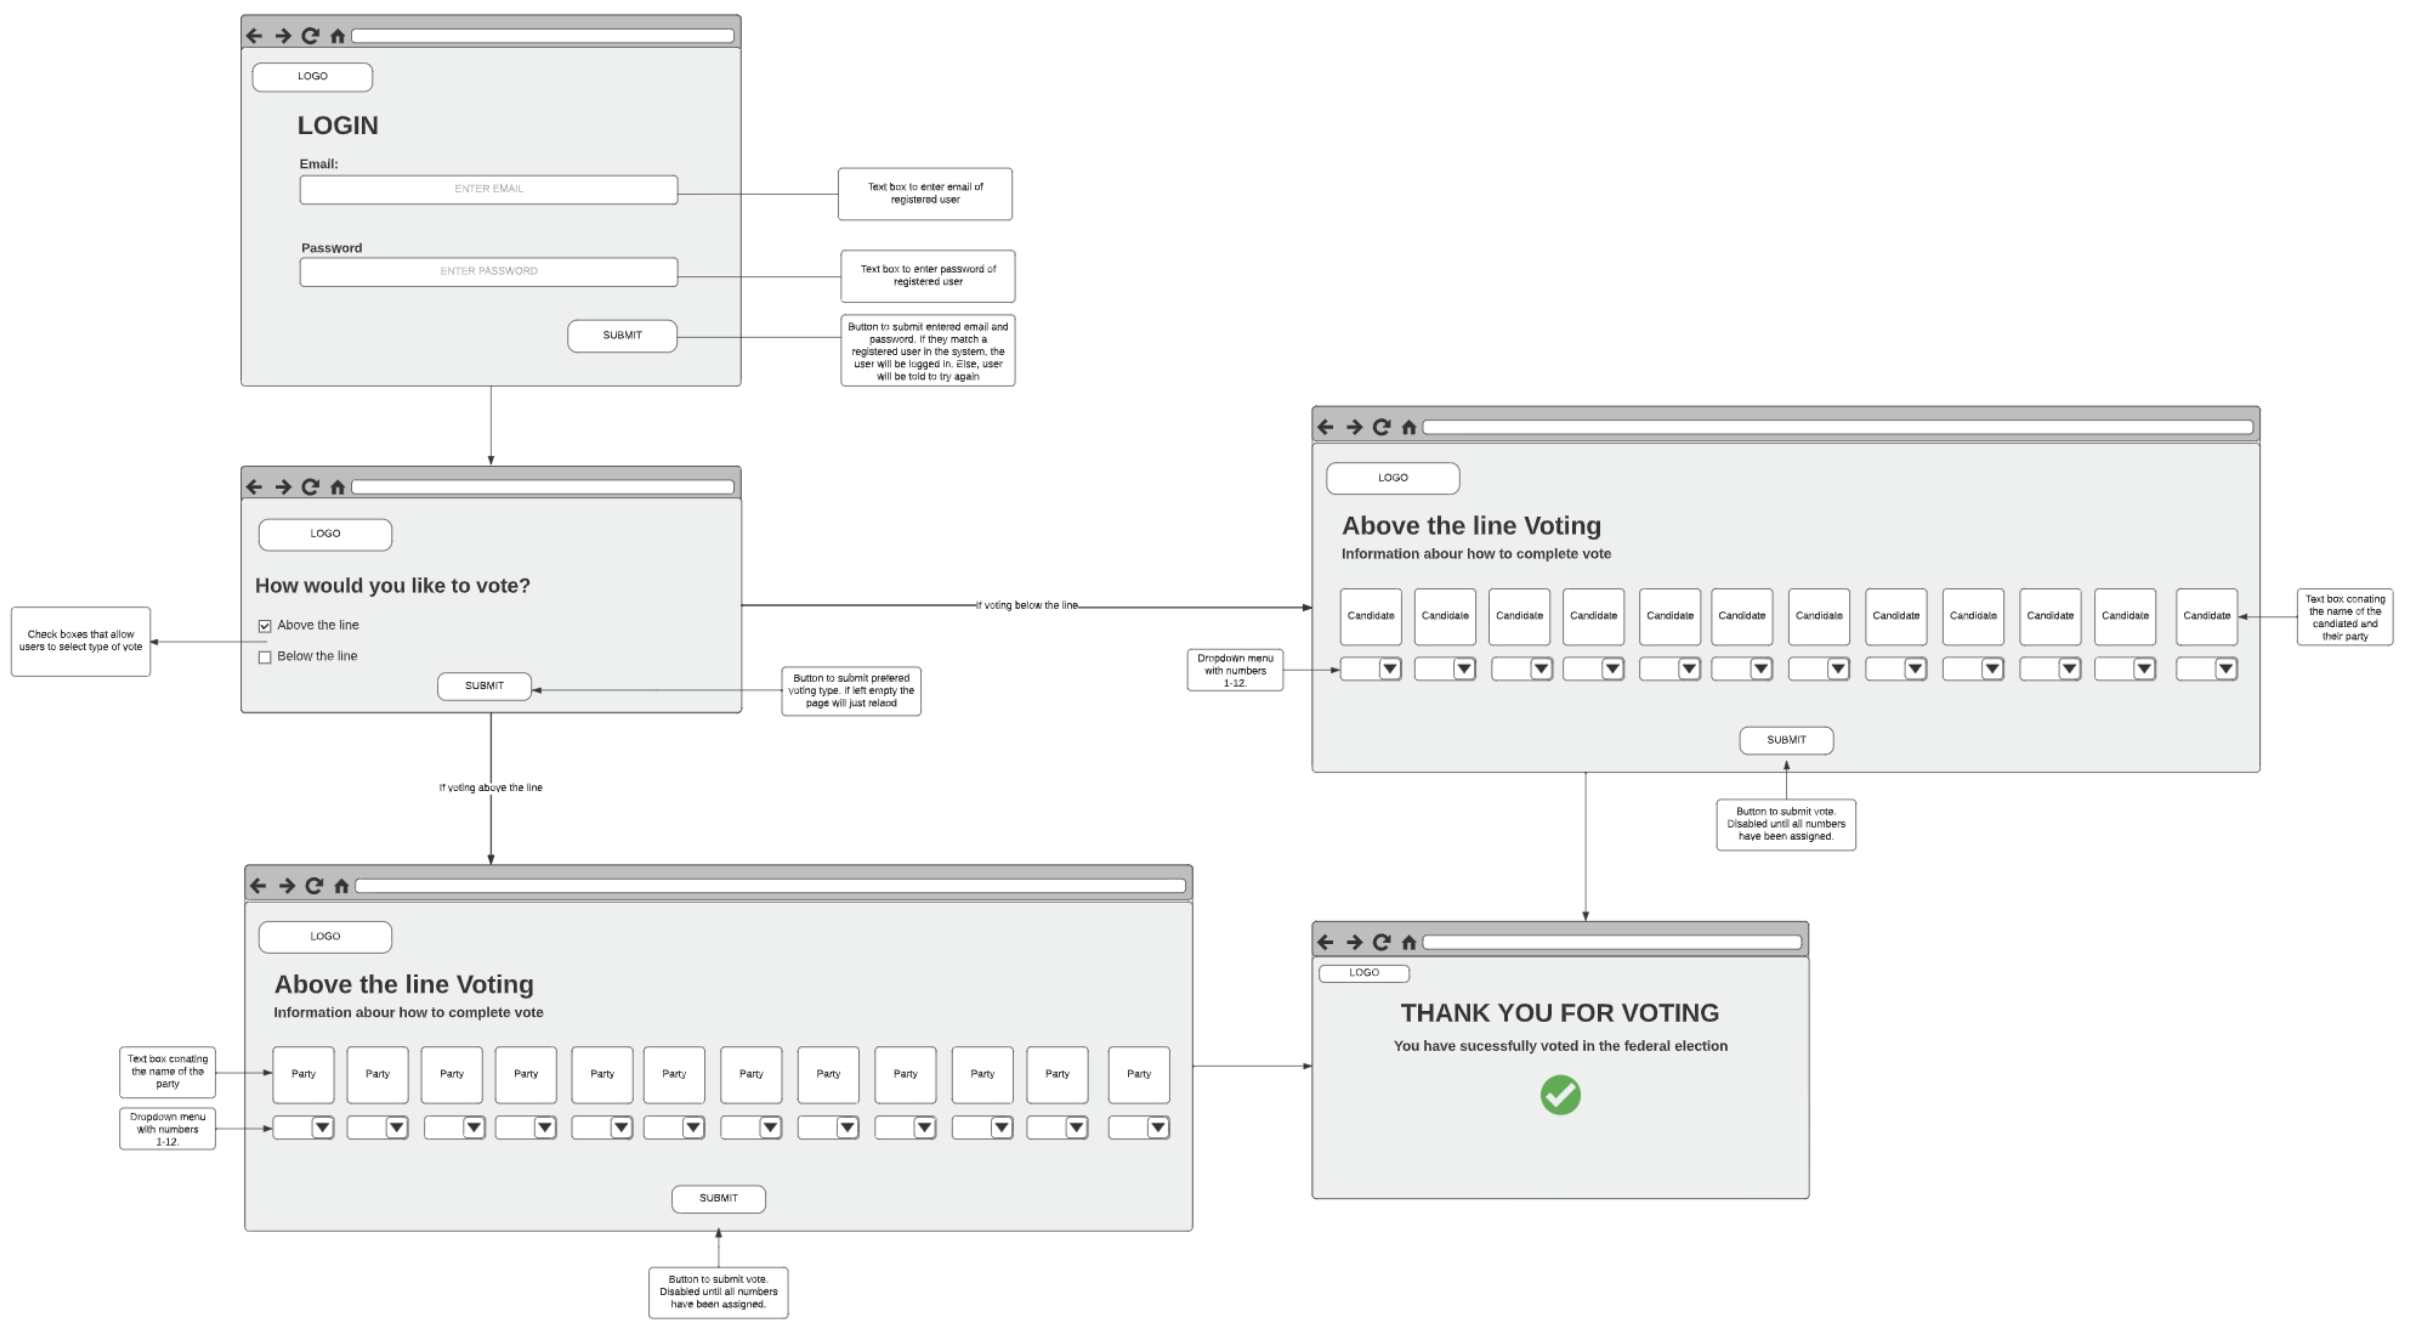 LOGO
LOGIN
Email:
ENTER EMAIL
Text box to enter email of
registered user
Password
ENTER PASSWORD
Text box to enter password of
registered user
SUBMIT
Button to submit entered email and
password. If they match a
registered user in the system, the
user will be logged in. Else, user
will be told to try again
LOGO
How would you like to vote?
Above the line
Below the line
Check boxes that allow
users to select type of vote
SUBMIT
Button to submit prefered
voting type. if left empty the
page will just relaod
If voting below the line
LOGO
Above the line Voting
Information abour how to complete vote
Candidate
Candidate
Candidate
Candidate
Candidate
Candidate
Candidate
Candidate
Candidate
Candidate
Candidate
Candidate
Text box conating
the name of the
candiated and
their party
Dropdown menu
with numbers
1-12.
SUBMIT
Button to submit vote.
Disabled until all numbers
have been assigned.
If voting above the line
LOGO
Above the line Voting
Information abour how to complete vote
Text box conating
the name of the
party
Party
Party
Party
Party
Party
Party
Party
Party
Party
Party
Party
Party
Dropdown menu
with numbers
1-12.
SUBMIT
Button to submit vote.
Disabled until all numbers
have been assigned.
LOGO
THANK YOU FOR VOTING
You have sucessfully voted in the federal election